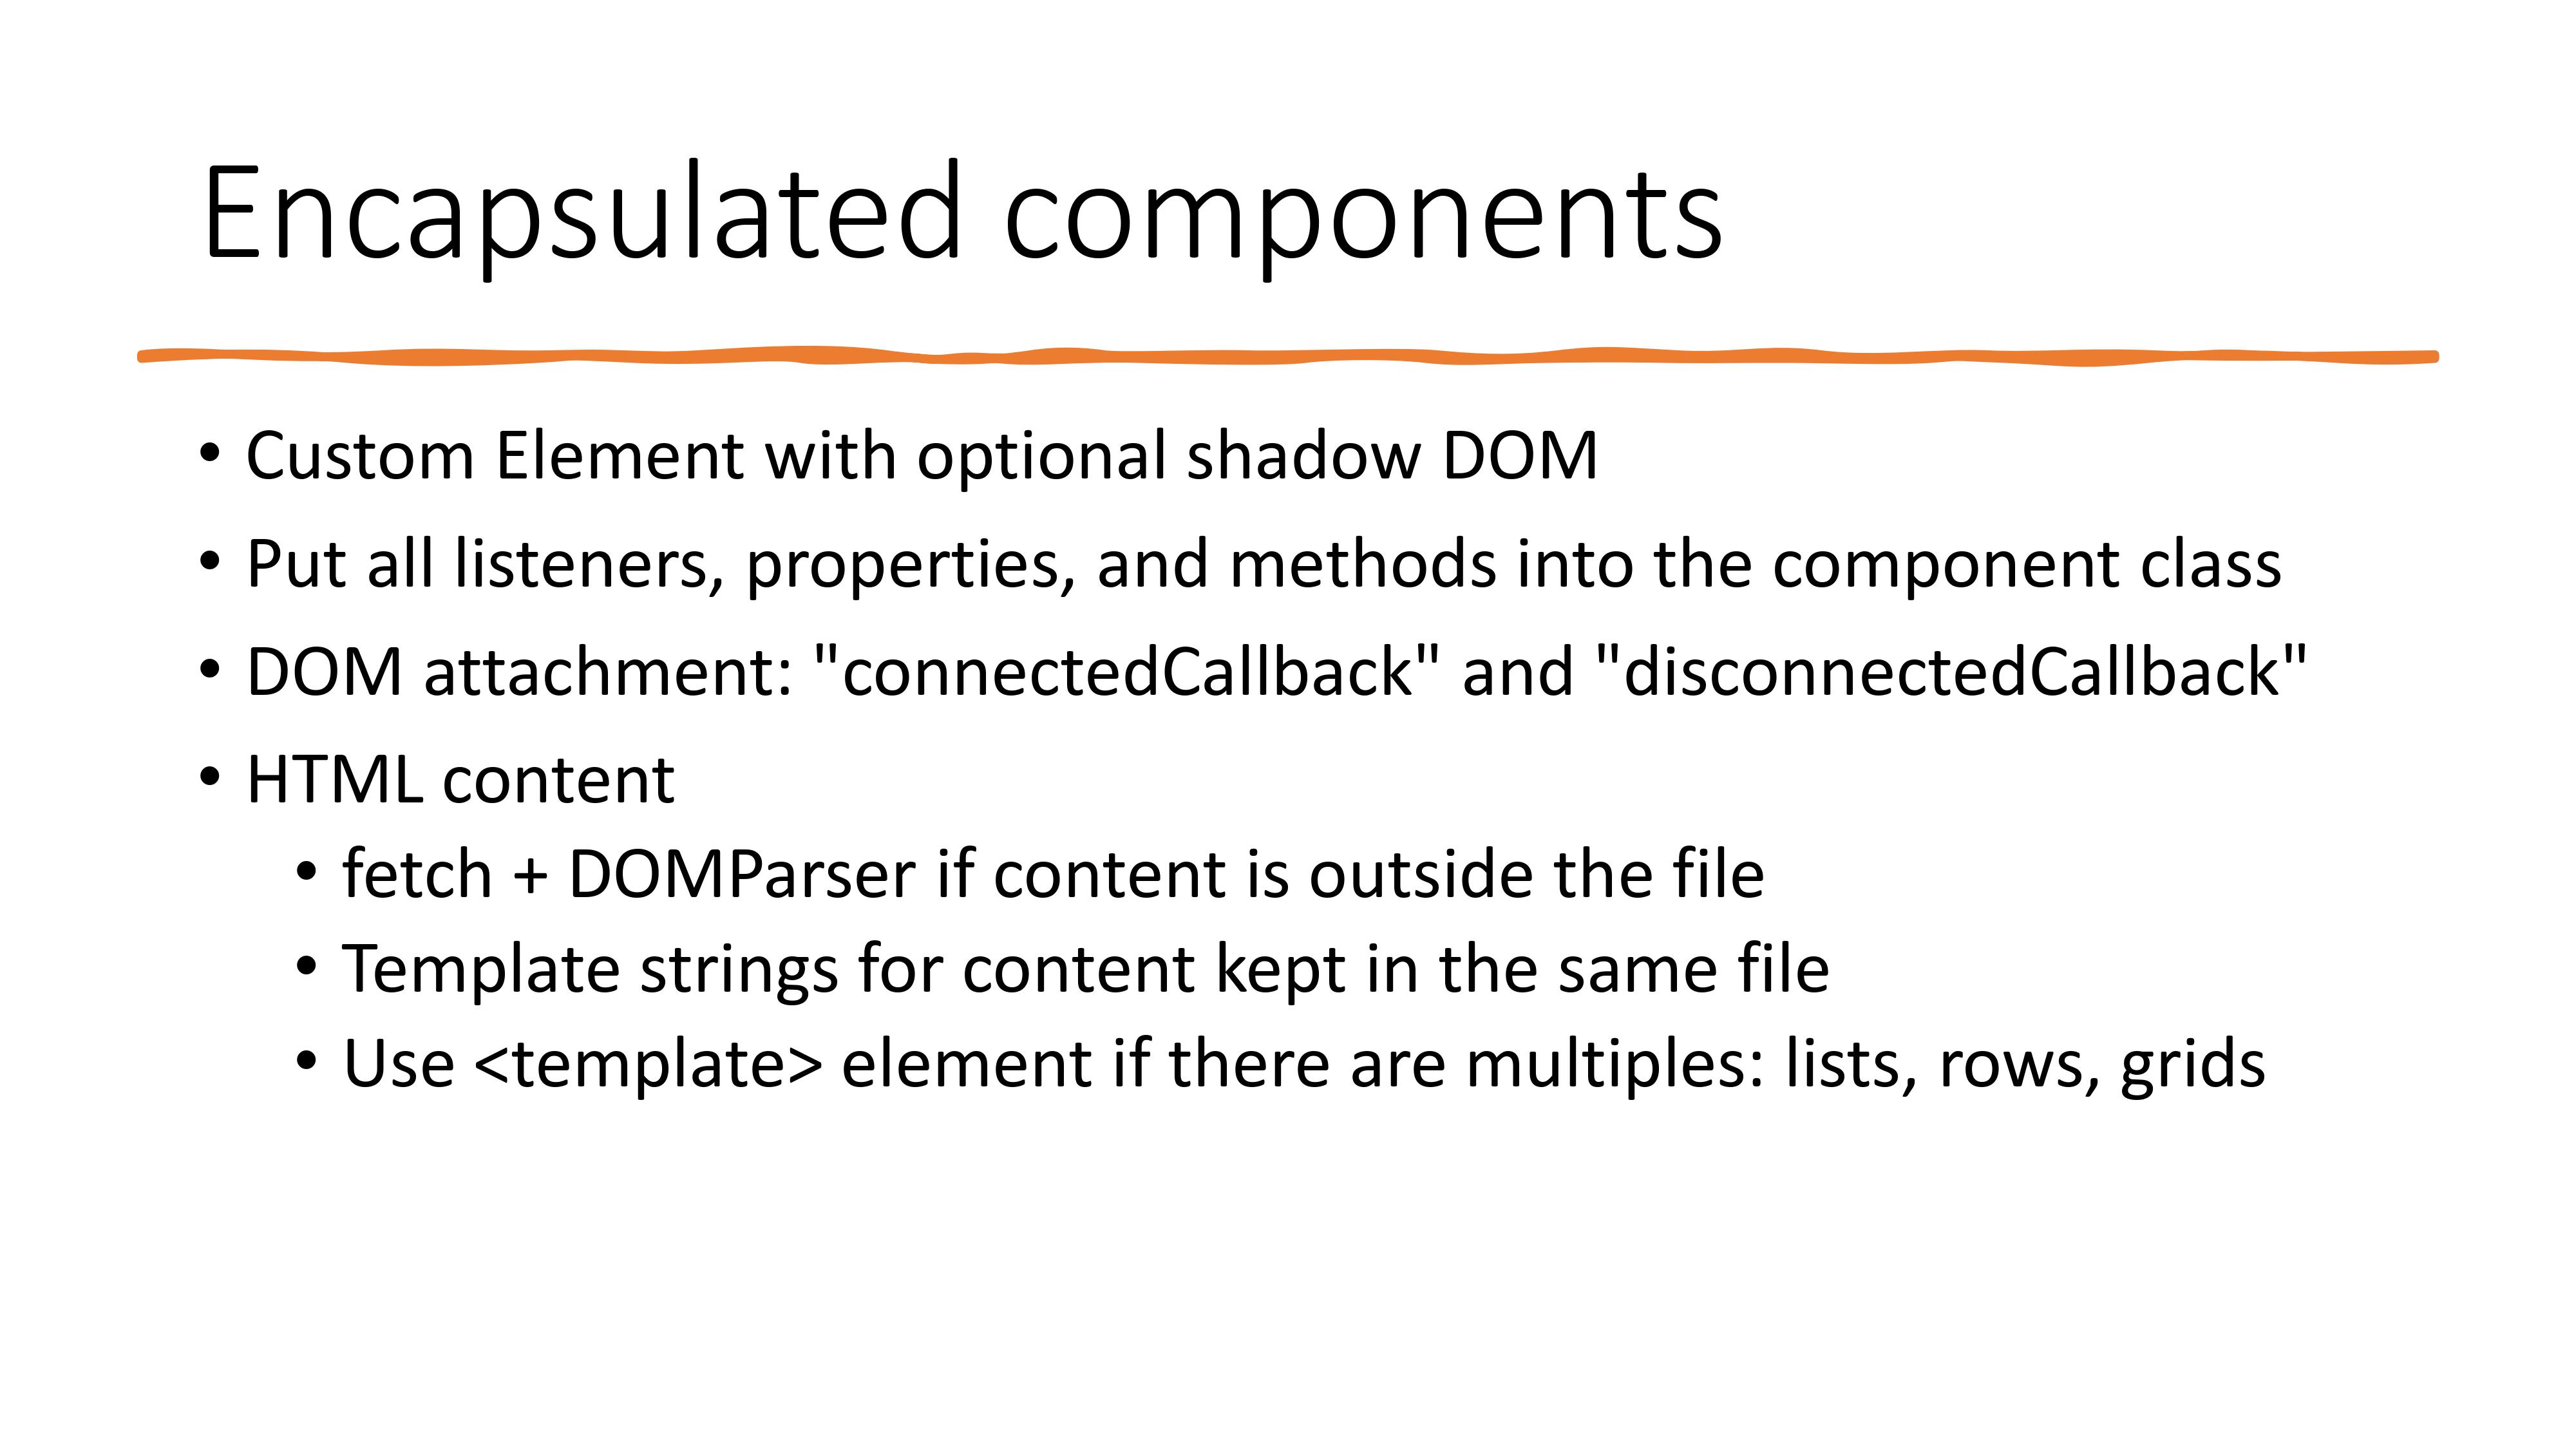 Encapsulated components
• Custom Element with optional shadow DOM
• Put all listeners, properties, and methods into the component class
• DOM attachment: "connectedCallback" and "disconnectedCallback"
• HTML content
• fetch + DOMParser if content is outside the file
• Template strings for content kept in the same file
• Use <template> element if there are multiples: lists, rows, grids